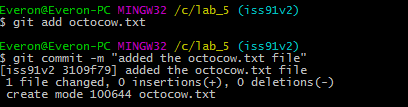 Everon@Everon-PC MINGW32 /c/lab_5 (iss91v2)
$ git add octocow.txt
Everon@Everon-PC MINGW32 /c/lab_5 (iss91v2)
$ git commit -m "added the octocow.txt file"
[iss91v2 3109f79] added the octocow.txt file
 1 file changed, 0 insertions(+), 0 deletions(-)
 create mode 100644 octocow.txt